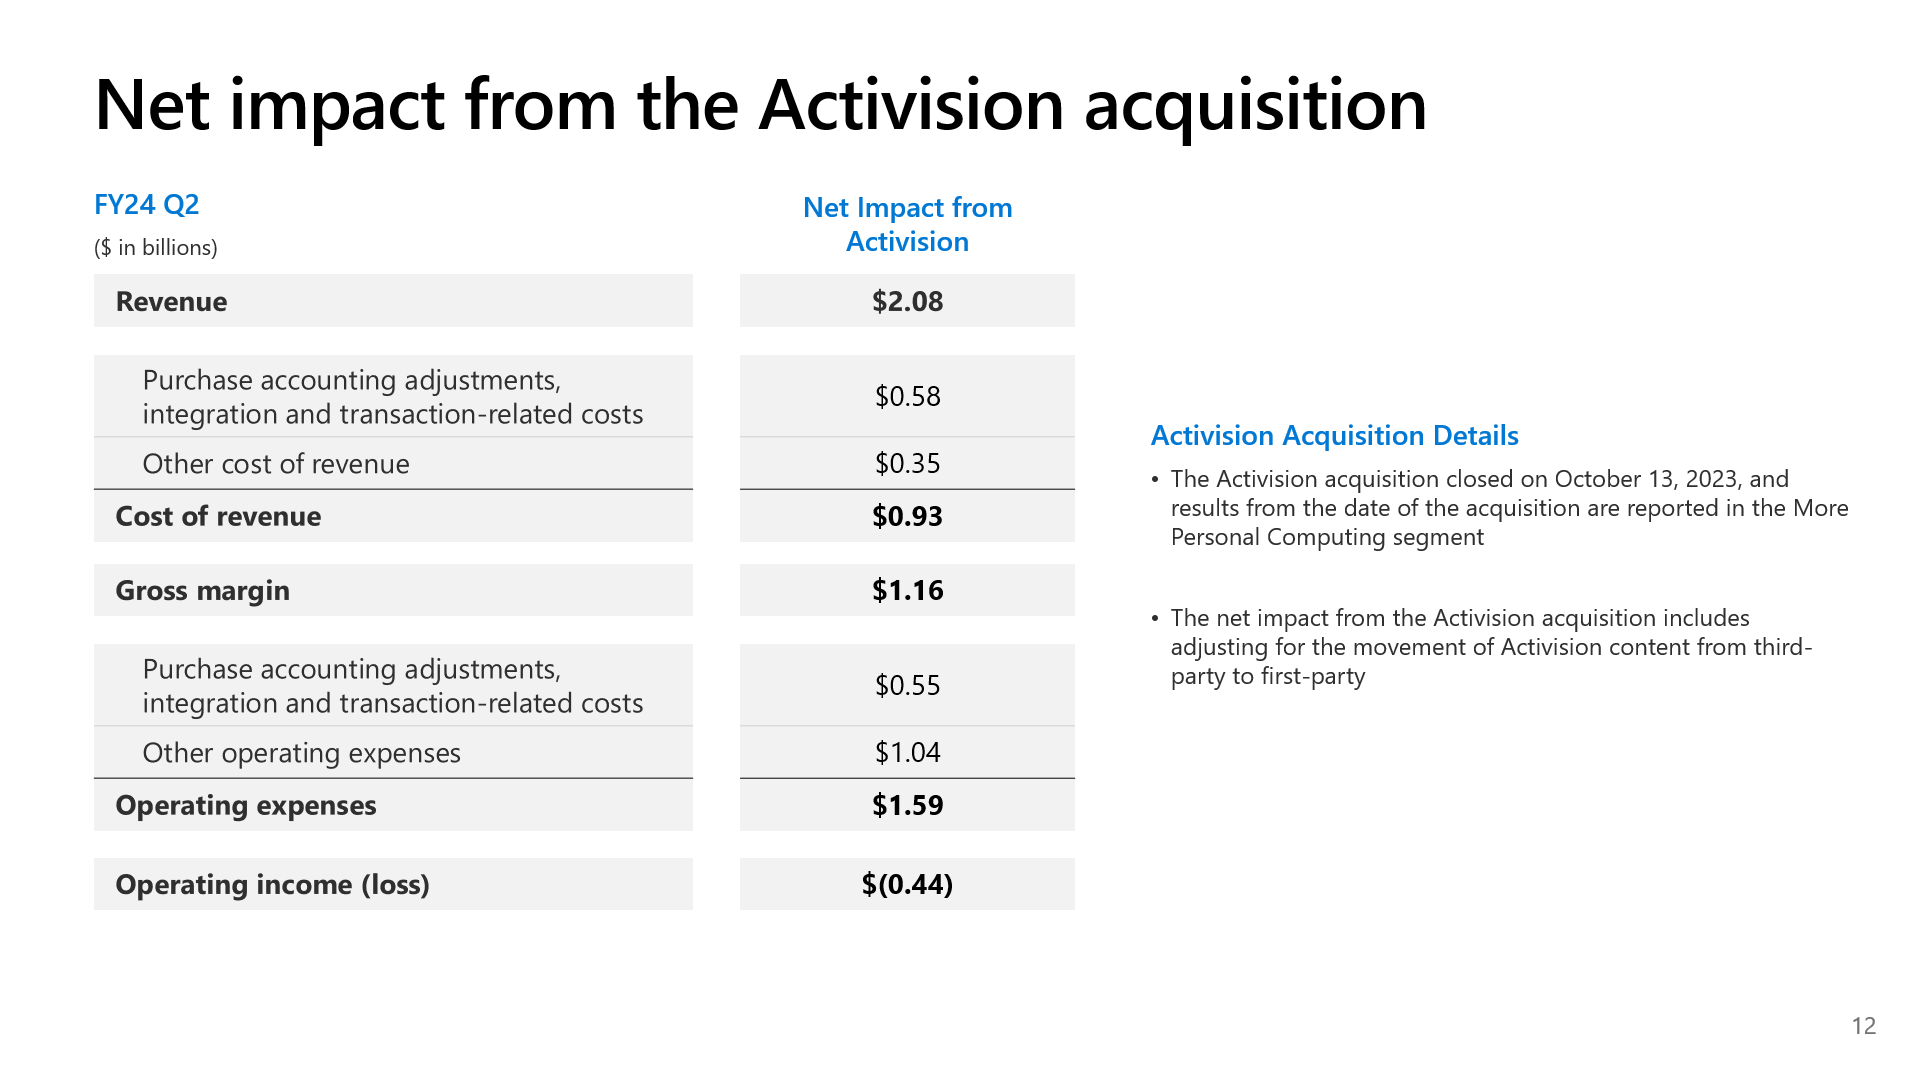 Net impact from the Activision acquisition
FY24 Q2
($ in billions)
Net Impact from
Activision
Revenue $2.08
Purchase accounting adjustments,
integration and transaction-related costs $0.58
Other cost of revenue $0.35
Cost of revenue $0.93
Gross margin $1.16
Purchase accounting adjustments,
integration and transaction-related costs $0.55
Other operating expenses $1.04
Operating expenses $1.59
Operating income (loss) $(0.44)
Activision Acquisition Details
• The Activision acquisition closed on October 13, 2023, and
results from the date of the acquisition are reported in the More
Personal Computing segment
• The net impact from the Activision acquisition includes
adjusting for the movement of Activision content from third-
party to first-party
12